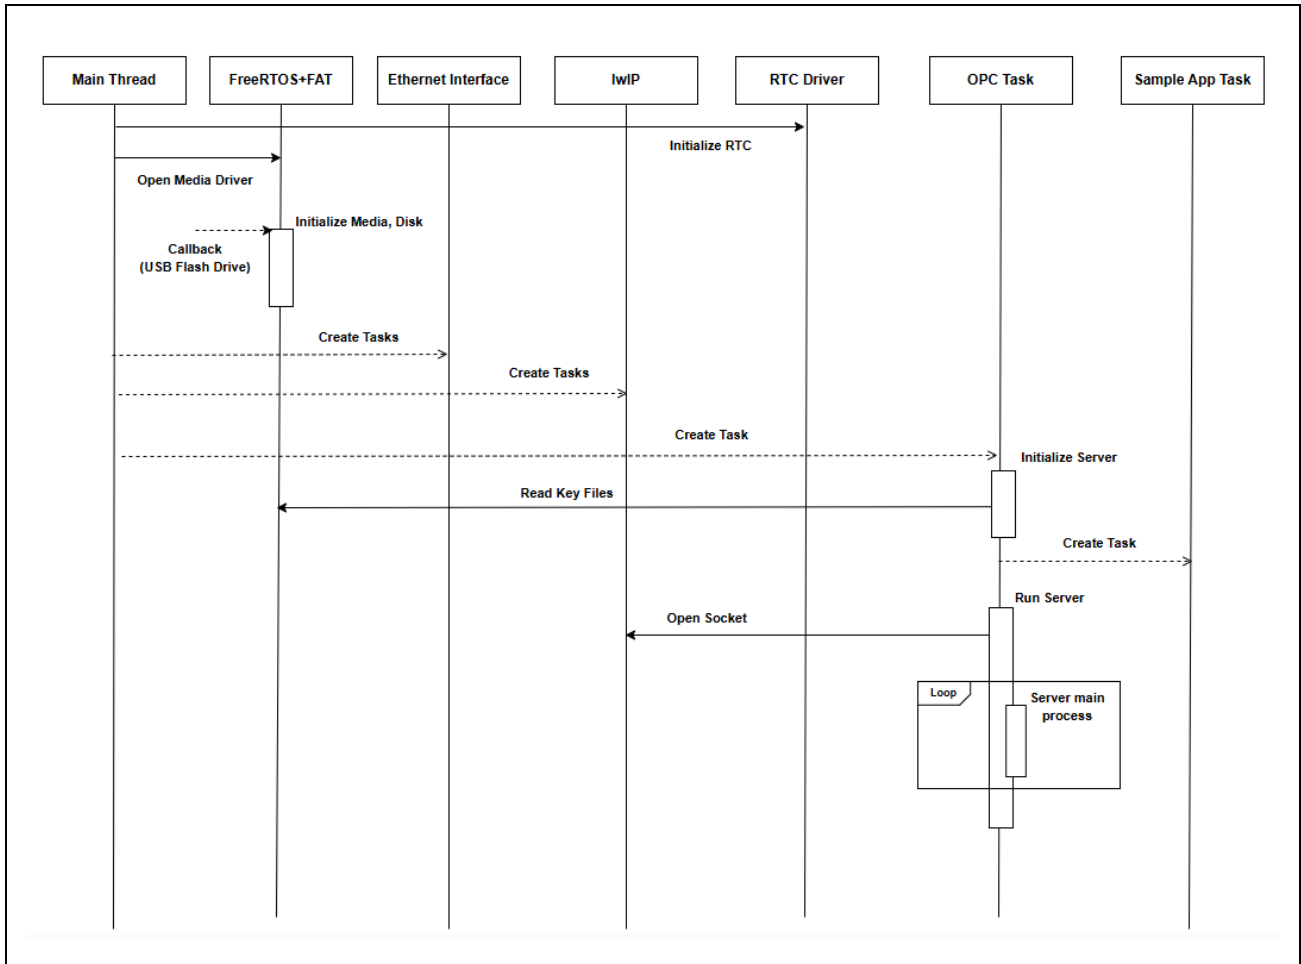 Main Thread
FreeRTOS+FAT
Ethernet Interface
lwIP
RTC Driver
OPC Task
Sample App Task
Initialize RTC
Open Media Driver
Initialize Media, Disk
Callback
(USB Flash Drive)
Create Tasks
Create Tasks
Create Task
Initialize Server
Read Key Files
Create Task
Run Server
Open Socket
Loop
Server main
process